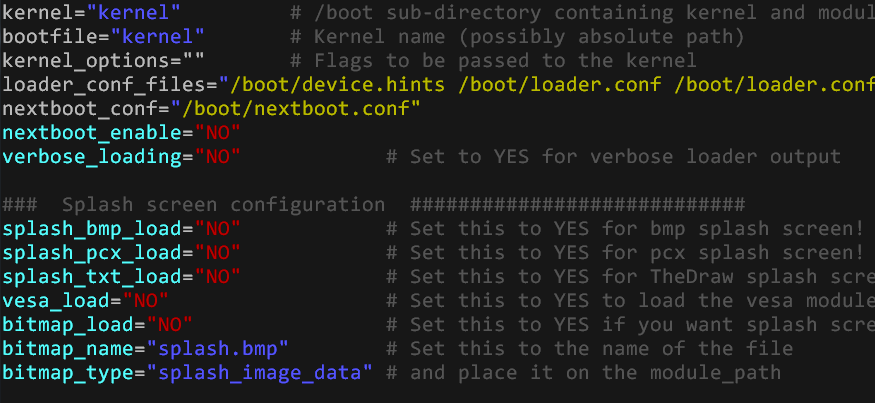 kernel="kernel"         # /boot sub-directory containing kernel and modul
bootfile="kernel"       # Kernel name (possibly absolute path)
kernel_options=""       # Flags to be passed to the kernel
loader_conf_files="/boot/device.hints /boot/loader.conf /boot/loader.conf
nextboot_conf="/boot/nextboot.conf"
nextboot_enable="NO"
verbose_loading="NO"            # Set to YES for verbose loader output
###  Splash screen configuration  ############################
splash_bmp_load="NO"            # Set this to YES for bmp splash screen!
splash_pcx_load="NO"            # Set this to YES for pcx splash screen!
splash_txt_load="NO"            # Set this to YES for TheDraw splash scre
vesa_load="NO"                  # Set this to YES to load the vesa module
bitmap_load="NO"                # Set this to YES if you want splash scre
bitmap_name="splash.bmp"        # Set this to the name of the file
bitmap_type="splash_image_data" # and place it on the module_path